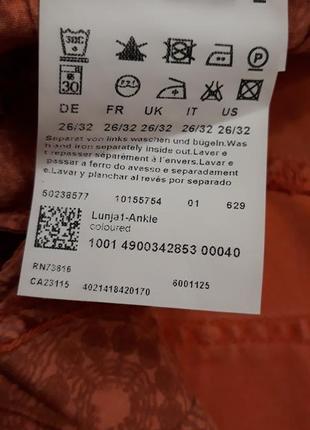 30C
30
DE FR UK IT US
26/32 26/32 26/32 26/32 26/32
Separat von links waschen und bügeln.Was
h and iron separately inside out.Laver e
t repasser séparément à l'envers.Lavar e
passar a ferro do avesso e separadament
e.Lavar y planchar al revés por separado
50238577 10155754 01 629
Lunja1-Ankle
coloured
1001 4900342853 00040
RN73816
CA23115 4021418420170 6001125